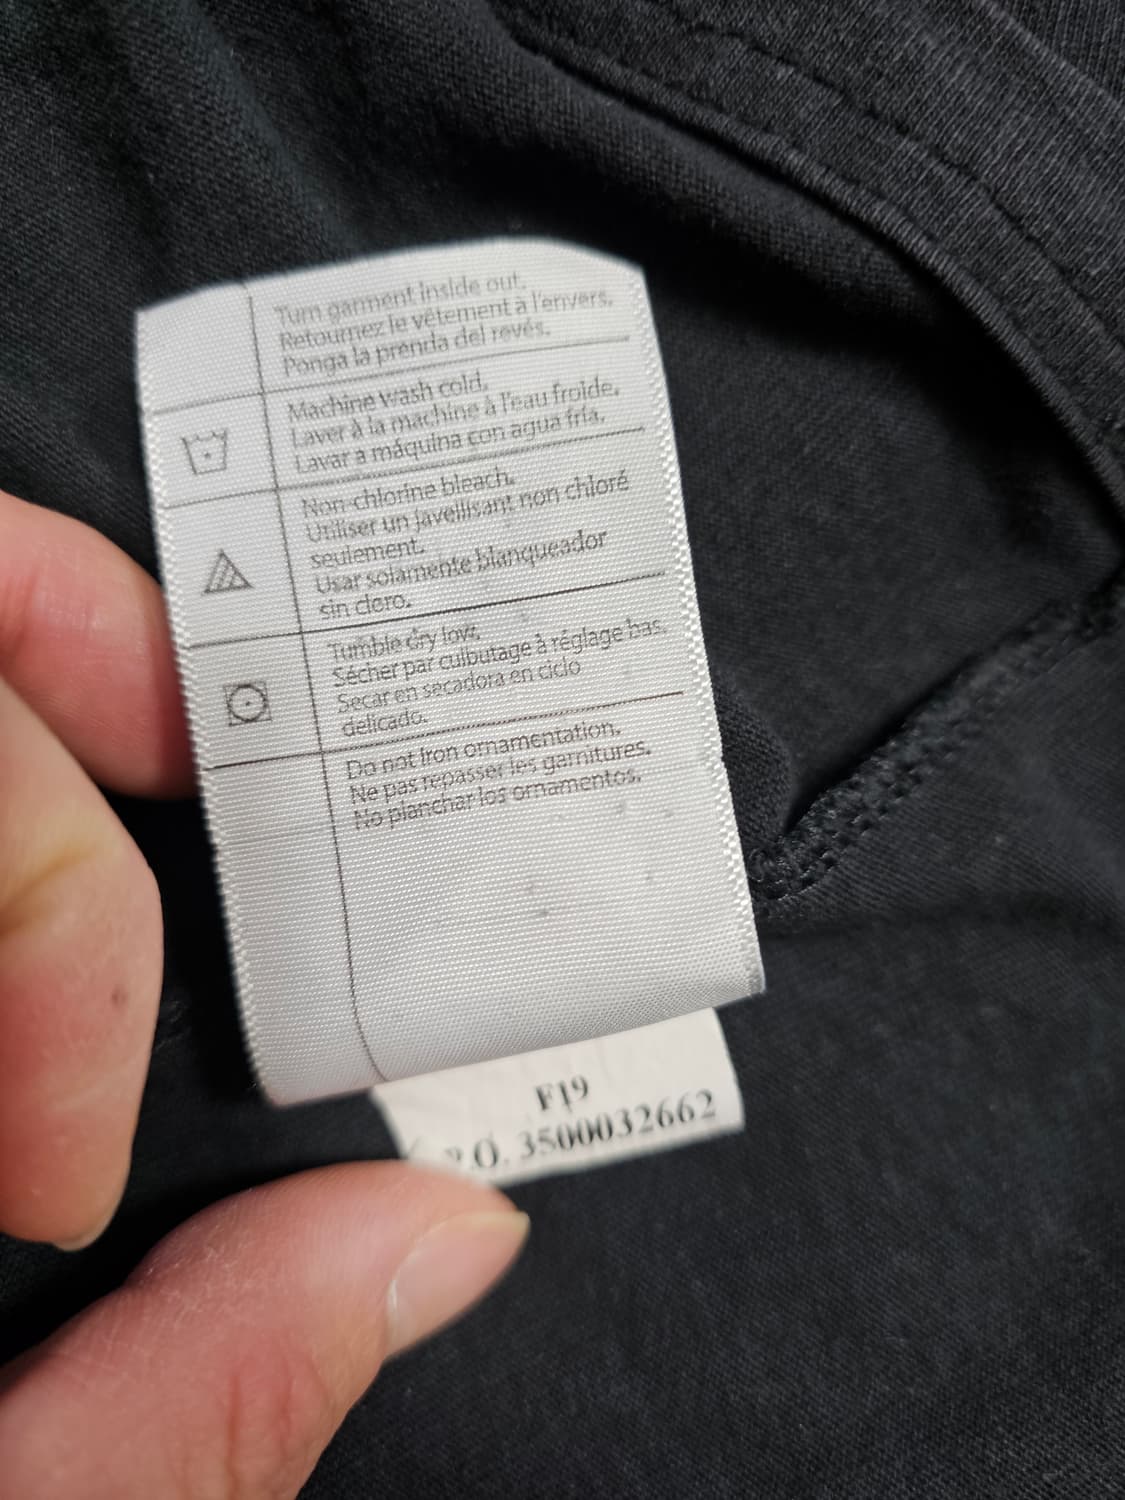 Turn garment inside out.
Retournez le vêtement à l'envers.
Ponga la prenda del revés.
Machine wash cold.
Laver à la machine à l'eau froide.
Lavar a máquina con agua fría.
Non-chlorine bleach.
Utiliser un javellisant non chloré
seulement.
Usar solamente blanqueador
sin cloro.
Tumble dry low.
Sécher par culbutage à réglage bas.
Secar en secadora en ciclo
delicado.
Do not iron ornamentation.
Ne pas repasser les garnitures.
No planchar los ornamentos.
F19
P.O. 3500032662